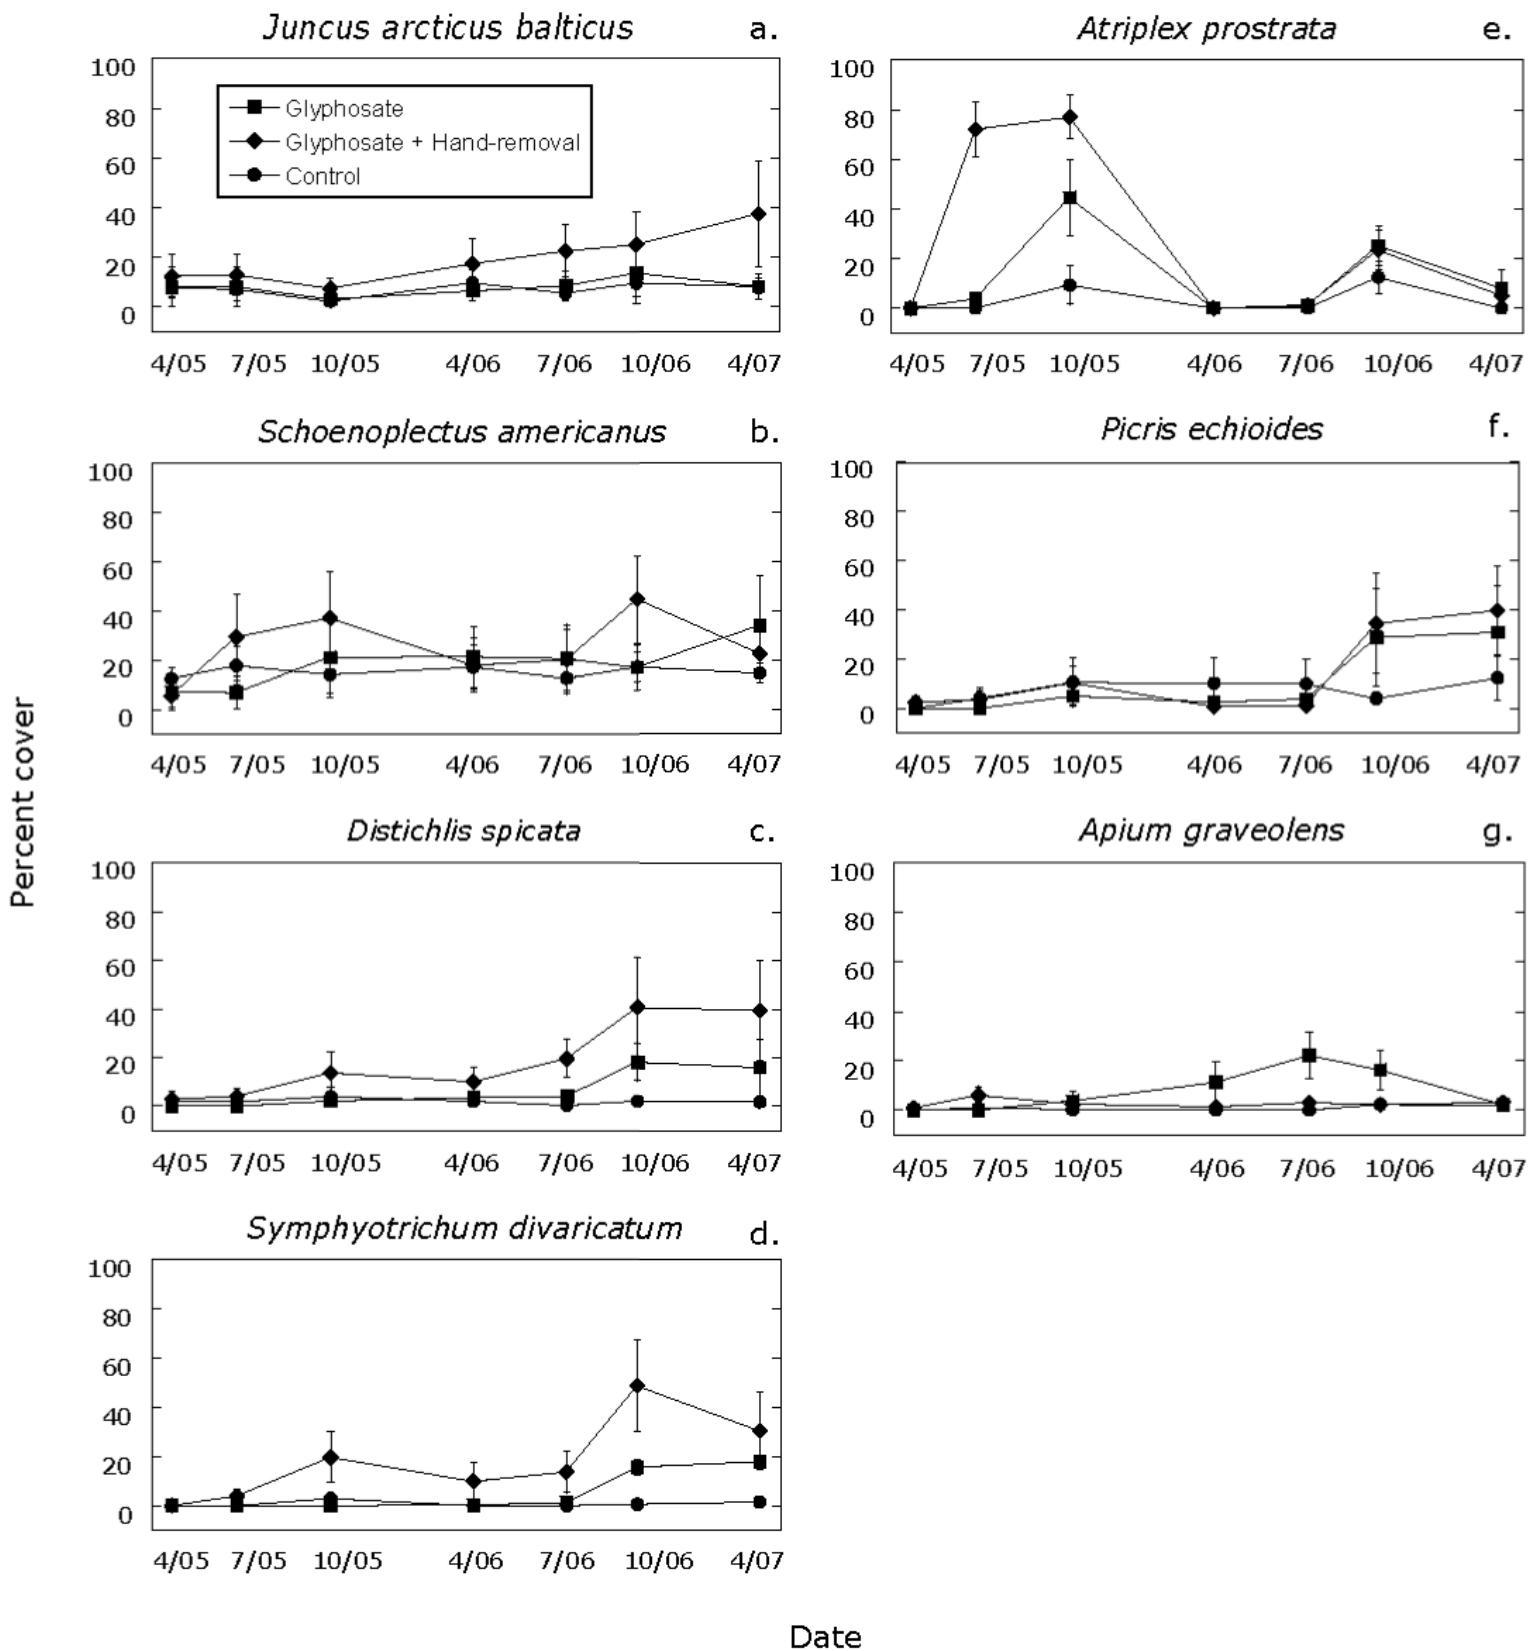 Juncus arcticus balticus a.
100
80
60
40
20
0
Glyphosate
Glyphosate + Hand-removal
Control
4/05 7/05 10/05 4/06 7/06 10/06 4/07
Atriplex prostrata e.
100
80
60
40
20
0
4/05 7/05 10/05 4/06 7/06 10/06 4/07
Schoenoplectus americanus b.
100
80
60
40
20
0
4/05 7/05 10/05 4/06 7/06 10/06 4/07
Picris echioides f.
100
80
60
40
20
0
4/05 7/05 10/05 4/06 7/06 10/06 4/07
Percent cover
Distichlis spicata c.
100
80
60
40
20
0
4/05 7/05 10/05 4/06 7/06 10/06 4/07
Apium graveolens g.
100
80
60
40
20
0
4/05 7/05 10/05 4/06 7/06 10/06 4/07
Symphyotrichum divaricatum d.
100
80
60
40
20
0
4/05 7/05 10/05 4/06 7/06 10/06 4/07
Date